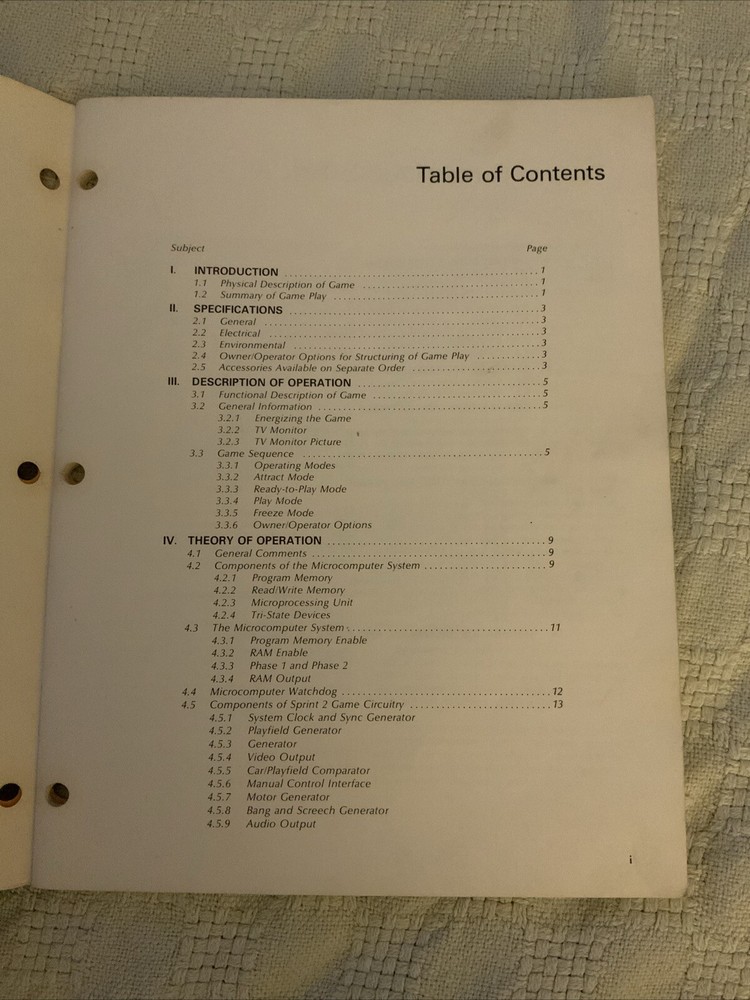 Table of Contents
Subject Page
I. INTRODUCTION ........ 1
1.1 Physical Description of Game ........ 1
1.2 Summary of Game Play ........ 1
II. SPECIFICATIONS ........ 3
2.1 General ........ 3
2.2 Electrical ........ 3
2.3 Environmental ........ 3
2.4 Owner/Operator Options for Structuring of Game Play ........ 3
2.5 Accessories Available on Separate Order ........ 3
III. DESCRIPTION OF OPERATION ........ 5
3.1 Functional Description of Game ........ 5
3.2 General Information ........ 5
3.2.1 Energizing the Game
3.2.2 TV Monitor
3.2.3 TV Monitor Picture
3.3 Game Sequence ........ 5
3.3.1 Operating Modes
3.3.2 Attract Mode
3.3.3 Ready-to-Play Mode
3.3.4 Play Mode
3.3.5 Freeze Mode
3.3.6 Owner/Operator Options
IV. THEORY OF OPERATION ........ 9
4.1 General Comments ........ 9
4.2 Components of the Microcomputer System ........ 9
4.2.1 Program Memory
4.2.2 Read/Write Memory
4.2.3 Microprocessing Unit
4.2.4 Tri-State Devices
4.3 The Microcomputer System ........ 11
4.3.1 Program Memory Enable
4.3.2 RAM Enable
4.3.3 Phase 1 and Phase 2
4.3.4 RAM Output
4.4 Microcomputer Watchdog ........ 12
4.5 Components of Sprint 2 Game Circuitry ........ 13
4.5.1 System Clock and Sync Generator
4.5.2 Playfield Generator
4.5.3 Generator
4.5.4 Video Output
4.5.5 Car/Playfield Comparator
4.5.6 Manual Control Interface
4.5.7 Motor Generator
4.5.8 Bang and Screech Generator
4.5.9 Audio Output
i